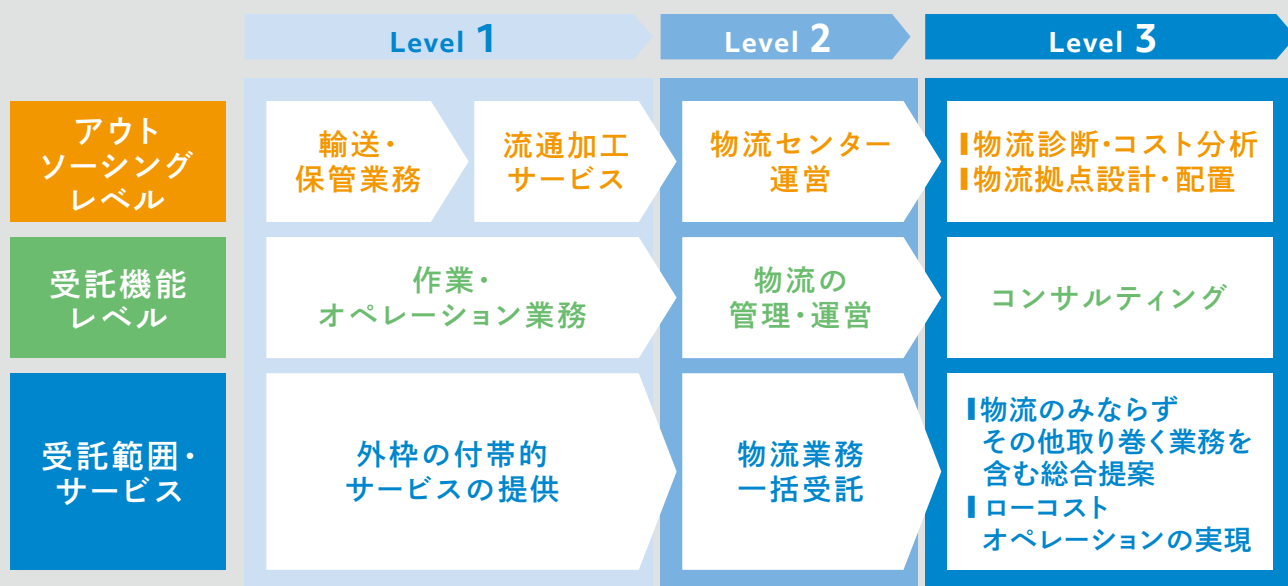 Level 1
Level 2
Level 3
アウト
ソーシング
レベル
輸送・
保管業務
流通加工
サービス
物流センター
運営
物流診断・コスト分析
物流拠点設計・配置
受託機能
レベル
作業・
オペレーション業務
物流の
管理・運営
コンサルティング
受託範囲・
サービス
外枠の付帯的
サービスの提供
物流業務
一括受託
物流のみならず
その他取り巻く業務を
含む総合提案
ローコスト
オペレーションの実現